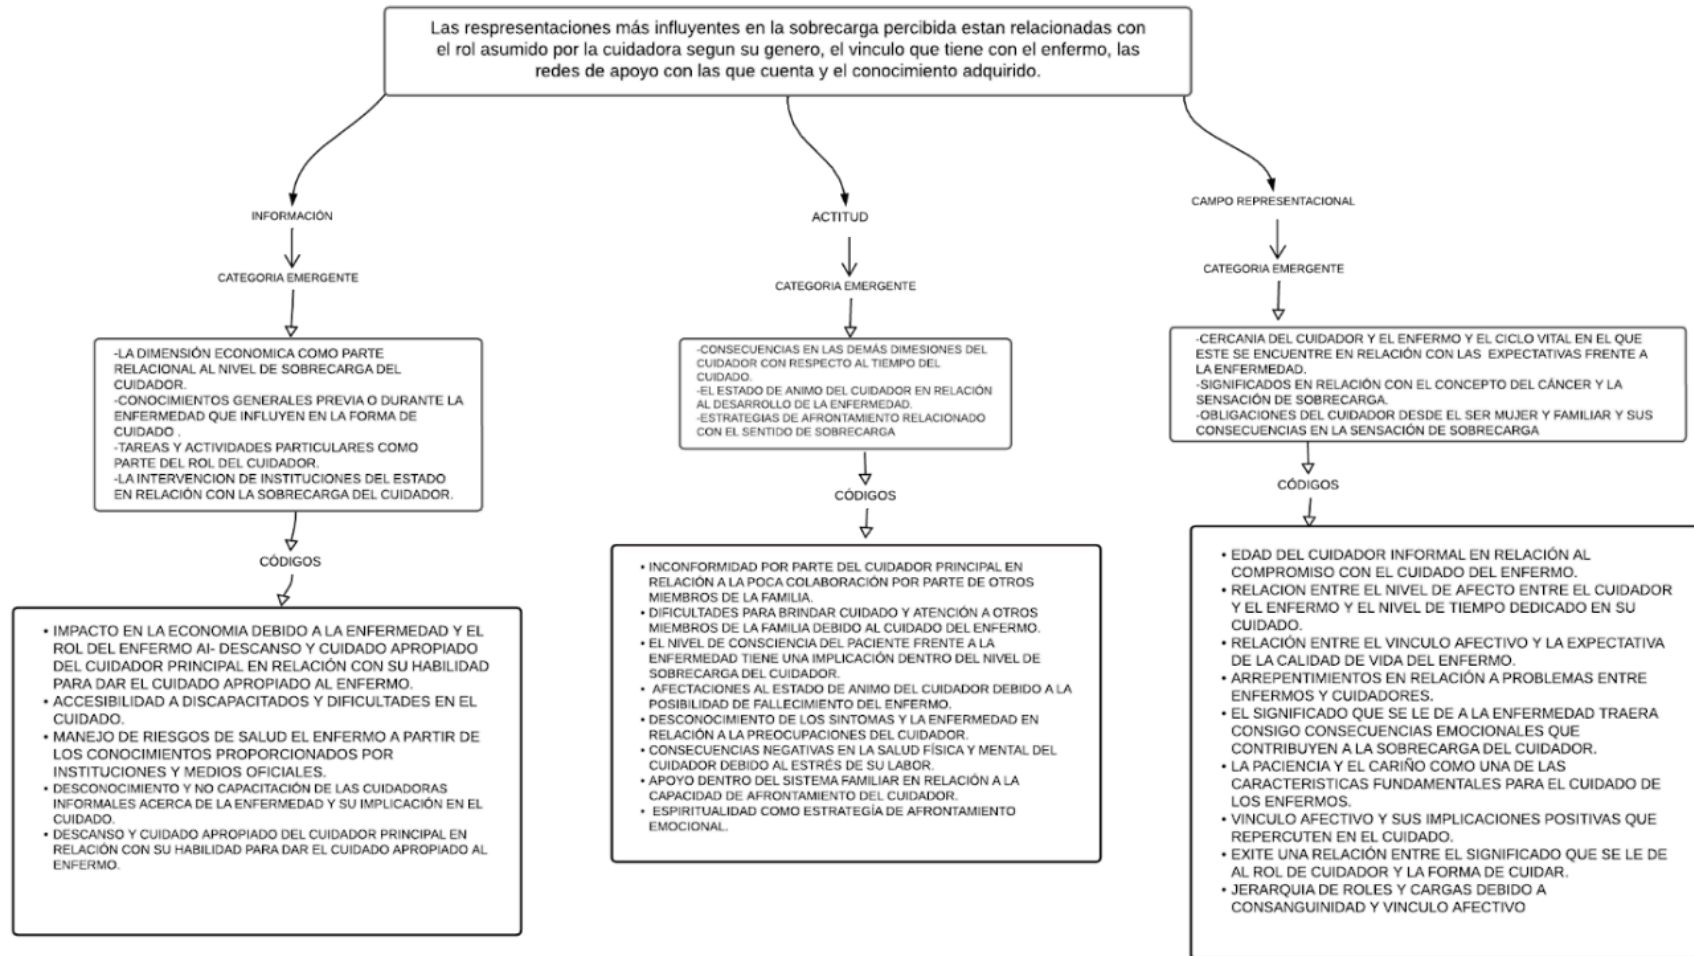 Las respresentaciones más influyentes en la sobrecarga percibida estan relacionadas con
el rol asumido por la cuidadora segun su genero, el vinculo que tiene con el enfermo, las
redes de apoyo con las que cuenta y el conocimiento adquirido.
INFORMACIÓN
CATEGORIA EMERGENTE
-LA DIMENSIÓN ECONOMICA COMO PARTE
RELACIONAL AL NIVEL DE SOBRECARGA DEL
CUIDADOR.
-CONOCIMIENTOS GENERALES PREVIA O DURANTE LA
ENFERMEDAD QUE INFLUYEN EN LA FORMA DE
CUIDADO .
-TAREAS Y ACTIVIDADES PARTICULARES COMO
PARTE DEL ROL DEL CUIDADOR.
-LA INTERVENCION DE INSTITUCIONES DEL ESTADO
EN RELACIÓN CON LA SOBRECARGA DEL CUIDADOR.
CÓDIGOS
• IMPACTO EN LA ECONOMIA DEBIDO A LA ENFERMEDAD Y EL
ROL DEL ENFERMO AI- DESCANSO Y CUIDADO APROPIADO
DEL CUIDADOR PRINCIPAL EN RELACIÓN CON SU HABILIDAD
PARA DAR EL CUIDADO APROPIADO AL ENFERMO.
• ACCESIBILIDAD A DISCAPACITADOS Y DIFICULTADES EN EL
CUIDADO.
• MANEJO DE RIESGOS DE SALUD EL ENFERMO A PARTIR DE
LOS CONOCIMIENTOS PROPORCIONADOS POR
INSTITUCIONES Y MEDIOS OFICIALES.
• DESCONOCIMIENTO Y NO CAPACITACIÓN DE LAS CUIDADORAS
INFORMALES ACERCA DE LA ENFERMEDAD Y SU IMPLICACIÓN EN EL
CUIDADO.
• DESCANSO Y CUIDADO APROPIADO DEL CUIDADOR PRINCIPAL EN
RELACIÓN CON SU HABILIDAD PARA DAR EL CUIDADO APROPIADO AL
ENFERMO.
ACTITUD
CATEGORIA EMERGENTE
-CONSECUENCIAS EN LAS DEMÁS DIMESIONES DEL
CUIDADOR CON RESPECTO AL TIEMPO DEL
CUIDADO.
-EL ESTADO DE ANIMO DEL CUIDADOR EN RELACIÓN
AL DESARROLLO DE LA ENFERMEDAD.
-ESTRATEGIAS DE AFRONTAMIENTO RELACIONADO
CON EL SENTIDO DE SOBRECARGA
CÓDIGOS
• INCONFORMIDAD POR PARTE DEL CUIDADOR PRINCIPAL EN
RELACIÓN A LA POCA COLABORACIÓN POR PARTE DE OTROS
MIEMBROS DE LA FAMILIA.
• DIFICULTADES PARA BRINDAR CUIDADO Y ATENCIÓN A OTROS
MIEMBROS DE LA FAMILIA DEBIDO AL CUIDADO DEL ENFERMO.
• EL NIVEL DE CONSCIENCIA DEL PACIENTE FRENTE A LA
ENFERMEDAD TIENE UNA IMPLICACIÓN DENTRO DEL NIVEL DE
SOBRECARGA DEL CUIDADOR.
• AFECTACIONES AL ESTADO DE ANIMO DEL CUIDADOR DEBIDO A LA
POSIBILIDAD DE FALLECIMIENTO DEL ENFERMO.
• DESCONOCIMIENTO DE LOS SINTOMAS Y LA ENFERMEDAD EN
RELACIÓN A LA PREOCUPACIONES DEL CUIDADOR.
• CONSECUENCIAS NEGATIVAS EN LA SALUD FÍSICA Y MENTAL DEL
CUIDADOR DEBIDO AL ESTRÉS DE SU LABOR.
• APOYO DENTRO DEL SISTEMA FAMILIAR EN RELACIÓN A LA
CAPACIDAD DE AFRONTAMIENTO DEL CUIDADOR.
• ESPIRITUALIDAD COMO ESTRATEGÍA DE AFRONTAMIENTO
EMOCIONAL.
CAMPO REPRESENTACIONAL
CATEGORIA EMERGENTE
-CERCANIA DEL CUIDADOR Y EL ENFERMO Y EL CICLO VITAL EN EL QUE
ESTE SE ENCUENTRE EN RELACIÓN CON LAS EXPECTATIVAS FRENTE A
LA ENFERMEDAD.
-SIGNIFICADOS EN RELACIÓN CON EL CONCEPTO DEL CÁNCER Y LA
SENSACIÓN DE SOBRECARGA.
-OBLIGACIONES DEL CUIDADOR DESDE EL SER MUJER Y FAMILIAR Y SUS
CONSECUENCIAS EN LA SENSACIÓN DE SOBRECARGA
CÓDIGOS
• EDAD DEL CUIDADOR INFORMAL EN RELACIÓN AL
COMPROMISO CON EL CUIDADO DEL ENFERMO.
• RELACION ENTRE EL NIVEL DE AFECTO ENTRE EL CUIDADOR
Y EL ENFERMO Y EL NIVEL DE TIEMPO DEDICADO EN SU
CUIDADO.
• RELACIÓN ENTRE EL VINCULO AFECTIVO Y LA EXPECTATIVA
DE LA CALIDAD DE VIDA DEL ENFERMO.
• ARREPENTIMIENTOS EN RELACIÓN A PROBLEMAS ENTRE
ENFERMOS Y CUIDADORES.
• EL SIGNIFICADO QUE SE LE DE A LA ENFERMEDAD TRAERA
CONSIGO CONSECUENCIAS EMOCIONALES QUE
CONTRIBUYEN A LA SOBRECARGA DEL CUIDADOR.
• LA PACIENCIA Y EL CARIÑO COMO UNA DE LAS
CARACTERISTICAS FUNDAMENTALES PARA EL CUIDADO DE
LOS ENFERMOS.
• VINCULO AFECTIVO Y SUS IMPLICACIONES POSITIVAS QUE
REPERCUTEN EN EL CUIDADO.
• EXITE UNA RELACIÓN ENTRE EL SIGNIFICADO QUE SE LE DE
AL ROL DE CUIDADOR Y LA FORMA DE CUIDAR.
• JERARQUIA DE ROLES Y CARGAS DEBIDO A
CONSANGUINIDAD Y VINCULO AFECTIVO